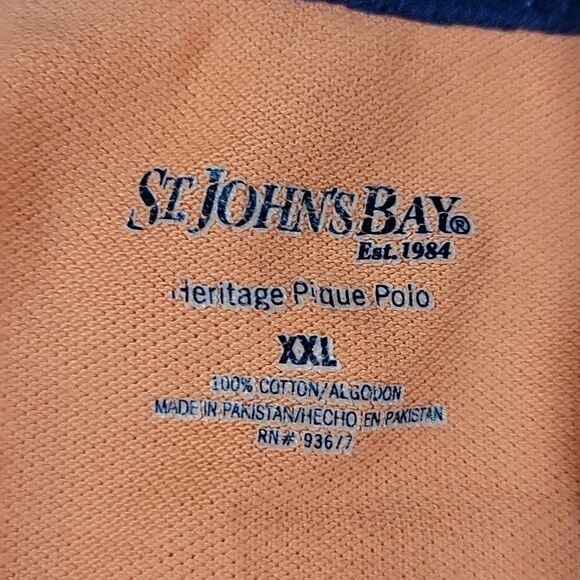 ST. JOHN'S BAY®
Est. 1984
Heritage Pique Polo
XXL
100% COTTON/ALGODON
MADE IN PAKISTAN/HECHO EN PAKISTAN
RN# 93677